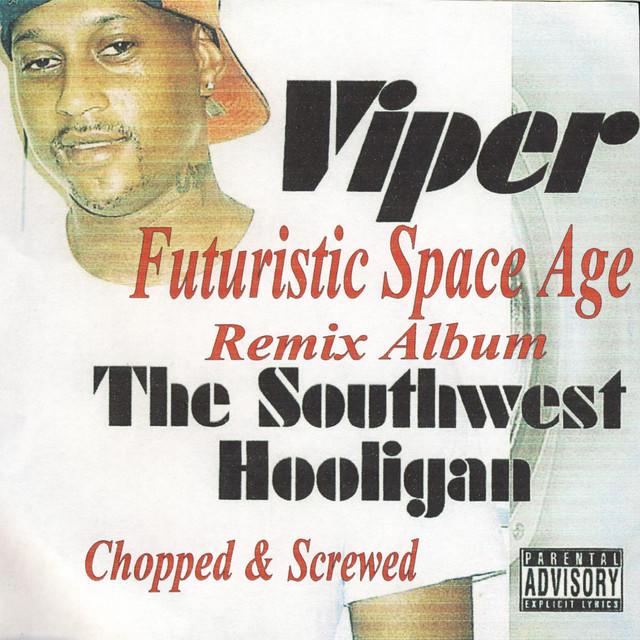 Viper
Futuristic Space Age
Remix Album
The Southwest
Hooligan
Chopped & Screwed
PARENTAL
ADVISORY
EXPLICIT LYRICS